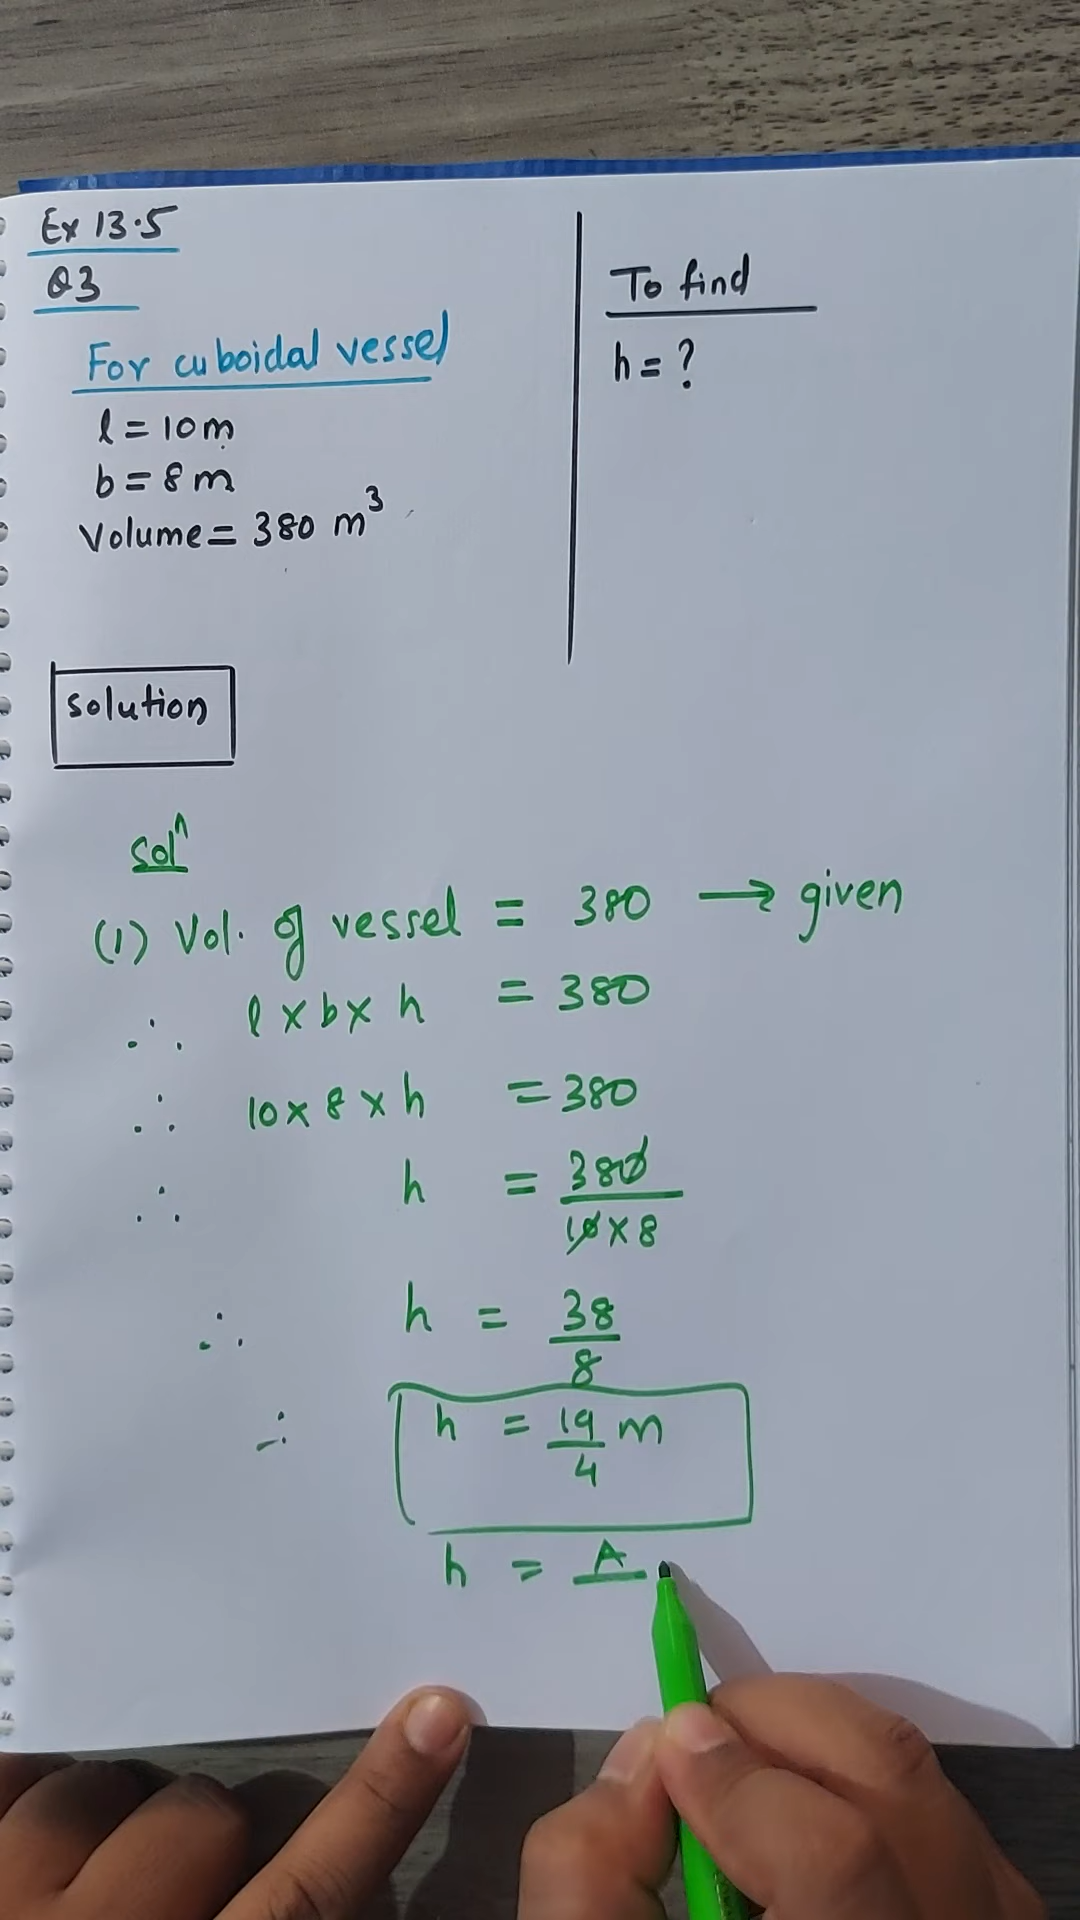 Ex 13.5
Q3
For cuboidal vessel
l = 10m
b = 8 m
Volume = 380 m³
To find
h = ?
Solution
Solⁿ
(1) Vol. of vessel = 380 → given
∴ l × b × h = 380
∴ 10 × 8 × h = 380
∴ h = 380/10 × 8
∴ h = 38/8
∴ h = 19/4 m
h = A